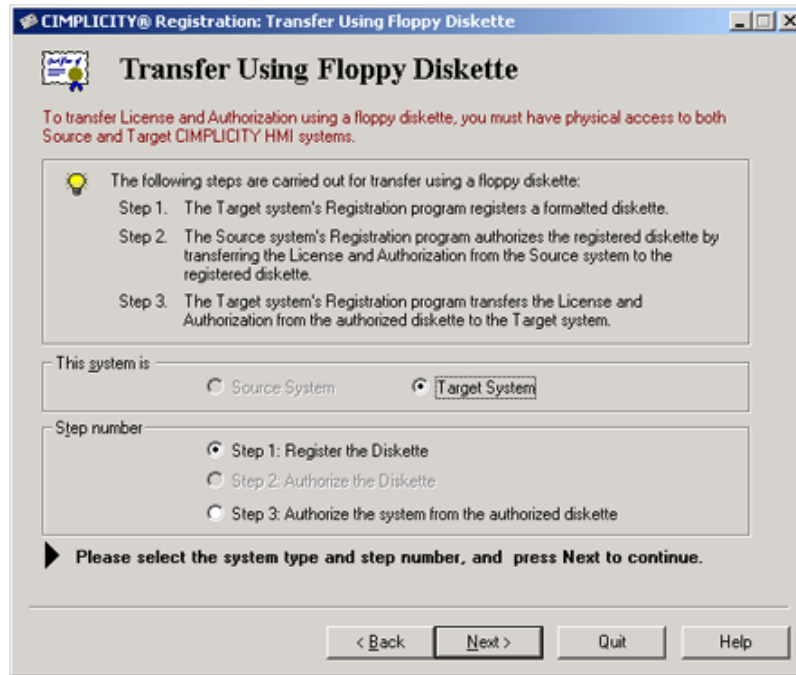 CIMPLICITY® Registration: Transfer Using Floppy Diskette
Transfer Using Floppy Diskette
To transfer License and Authorization using a floppy diskette, you must have physical access to both
Source and Target CIMPLICITY HMI systems.
The following steps are carried out for transfer using a floppy diskette:
Step 1. The Target system's Registration program registers a formatted diskette.
Step 2. The Source system's Registration program authorizes the registered diskette by
transferring the License and Authorization from the Source system to the
registered diskette.
Step 3. The Target system's Registration program transfers the License and
Authorization from the authorized diskette to the Target system.
This system is
Source System Target System
Step number
Step 1: Register the Diskette
Step 2: Authorize the Diskette
Step 3: Authorize the system from the authorized diskette
Please select the system type and step number, and press Next to continue.
< Back Next > Quit Help